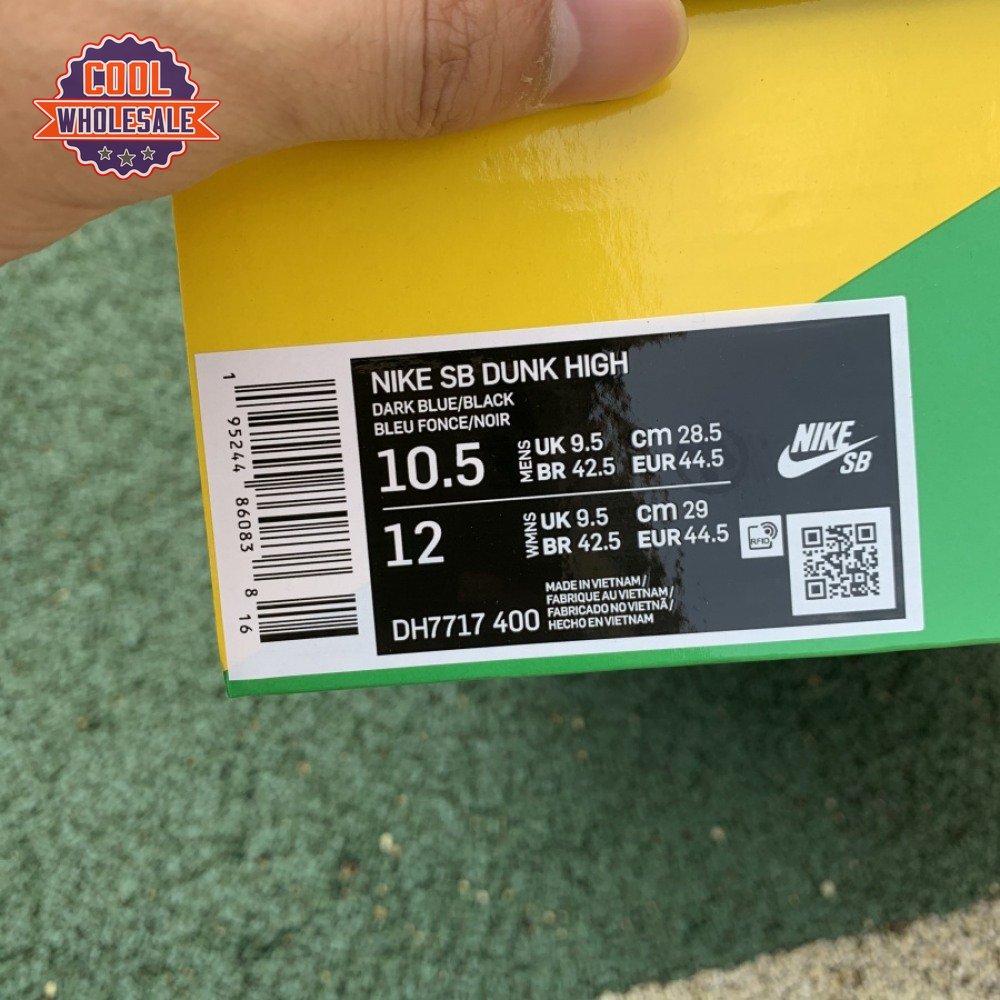 COOL
WHOLESALE
1 95244 86083 8 16
NIKE SB DUNK HIGH
DARK BLUE/BLACK
BLEU FONCE/NOIR
10.5 MENS UK 9.5 cm 28.5
BR 42.5 EUR 44.5
12 WMNS UK 9.5 cm 29
BR 42.5 EUR 44.5
NIKE
SB
RFID
MADE IN VIETNAM/
FABRIQUE AU VIETNAM/
FABRICADO NO VIETNÃ/
HECHO EN VIETNAM
DH7717 400